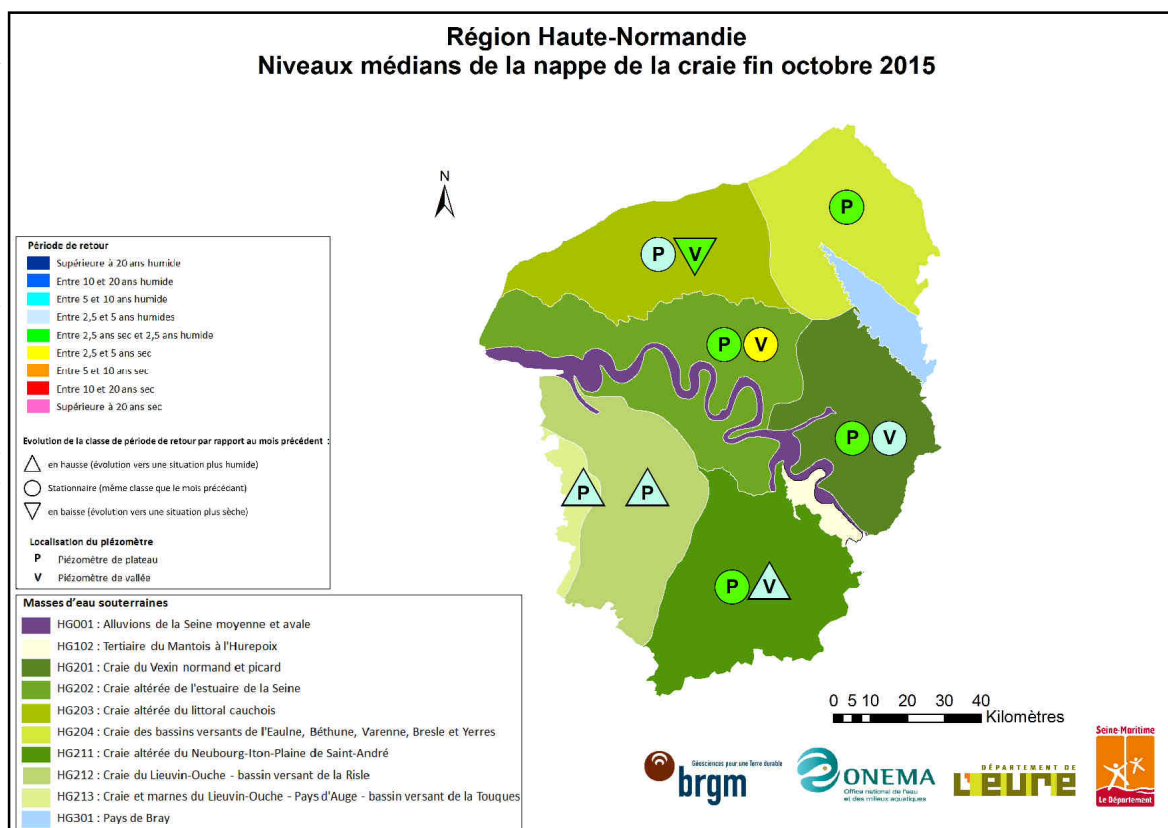 Région Haute-Normandie
Niveaux médians de la nappe de la craie fin octobre 2015
N
P
P V
P V
P V
P P
P V
Période de retour
Supérieure à 20 ans humide
Entre 10 et 20 ans humide
Entre 5 et 10 ans humide
Entre 2,5 et 5 ans humides
Entre 2,5 ans sec et 2,5 ans humide
Entre 2,5 et 5 ans sec
Entre 5 et 10 ans sec
Entre 10 et 20 ans sec
Supérieure à 20 ans sec
Evolution de la classe de période de retour par rapport au mois précédent :
en hausse (évolution vers une situation plus humide)
Stationnaire (même classe que le mois précédant)
en baisse (évolution vers une situation plus sèche)
Localisation du piézomètre
P Piézomètre de plateau
V Piézomètre de vallée
Masses d'eau souterraines
HG001 : Alluvions de la Seine moyenne et avale
HG102 : Tertiaire du Mantois à l'Hurepoix
HG201 : Craie du Vexin normand et picard
HG202 : Craie altérée de l'estuaire de la Seine
HG203 : Craie altérée du littoral cauchois
HG204 : Craie des bassins versants de l'Eaulne, Béthune, Varenne, Bresle et Yerres
HG211 : Craie altérée du Neubourg-Iton-Plaine de Saint-André
HG212 : Craie du Lieuvin-Ouche - bassin versant de la Risle
HG213 : Craie et marnes du Lieuvin-Ouche - Pays d'Auge - bassin versant de la Touques
HG301 : Pays de Bray
0 5 10 20 30 40
Kilomètres
Géosciences pour une Terre durable
brgm
ONEMA
Office national de l'eau
et des milieux aquatiques
DÉPARTEMENT DE
L'EURE
Seine-Maritime
Le Département